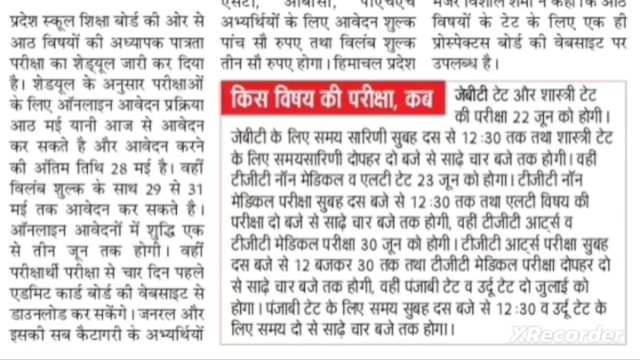 प्रदेश स्कूल शिक्षा बोर्ड की ओर से
आठ विषयों की अध्यापक पात्रता
परीक्षा का शेड्यूल जारी कर दिया
है। शेडयूल के अनुसार परीक्षाओं
के लिए ऑनलाइन आवेदन प्रक्रिया
आठ मई यानी आज से आवेदन
कर सकते है और आवेदन करने
की अंतिम तिथि 28 मई है। वहीं
विलंब शुल्क के साथ 29 से 31
मई तक आवेदन कर सकते है।
ऑनलाइन आवेदनों में शुद्धि एक
से तीन जून तक होगी। वहीं
परीक्षार्थी परीक्षा से चार दिन पहले
एडमिट कार्ड बोर्ड की वेबसाइट से
डाउनलोड कर सकेंगे। जनरल और
इसकी सब कैटागरी के अभ्यर्थियों
अभ्यर्थियों के लिए आवेदन शुल्क
पांच सौ रुपए तथा विलंब शुल्क
तीन सौ रुपए होगा। हिमाचल प्रदेश
मेजर विशाल शर्मा ने कहा कि आठ
विषयों के टेट के लिए एक ही
प्रोस्पेक्टस बोर्ड की वेबसाइट पर
उपलब्ध है।
किस विषय की परीक्षा, कब
जेबीटी टेट और शास्त्री टेट
की परीक्षा 22 जून को होगी।
जेबीटी के लिए समय सारिणी सुबह दस से 12:30 तक तथा शास्त्री टेट
के लिए समयसारिणी दोपहर दो बजे से साढ़े चार बजे तक होगी। वहीं
टीजीटी नॉन मेडिकल व एलटी टेट 23 जून को होगा। टीजीटी नॉन
मेडिकल परीक्षा सुबह दस बजे से 12:30 तक तथा एलटी विषय की
परीक्षा दो बजे से साढ़े चार बजे तक होगी, वहीं टीजीटी आर्ट्स व
टीजीटी मेडिकल परीक्षा 30 जून को होगी। टीजीटी आर्ट्स परीक्षा सुबह
दस बजे से 12 बजकर 30 तक तथा टीजीटी मेडिकल परीक्षा दोपहर दो
से साढ़े चार बजे तक होगी, वहीं पंजाबी टेट व उर्दू टेट दो जुलाई को
होगा। पंजाबी टेट के लिए समय सुबह दस बजे से 12:30 व उर्दू टेट के
लिए समय दो से साढ़े चार बजे तक होगा।
XRecorder